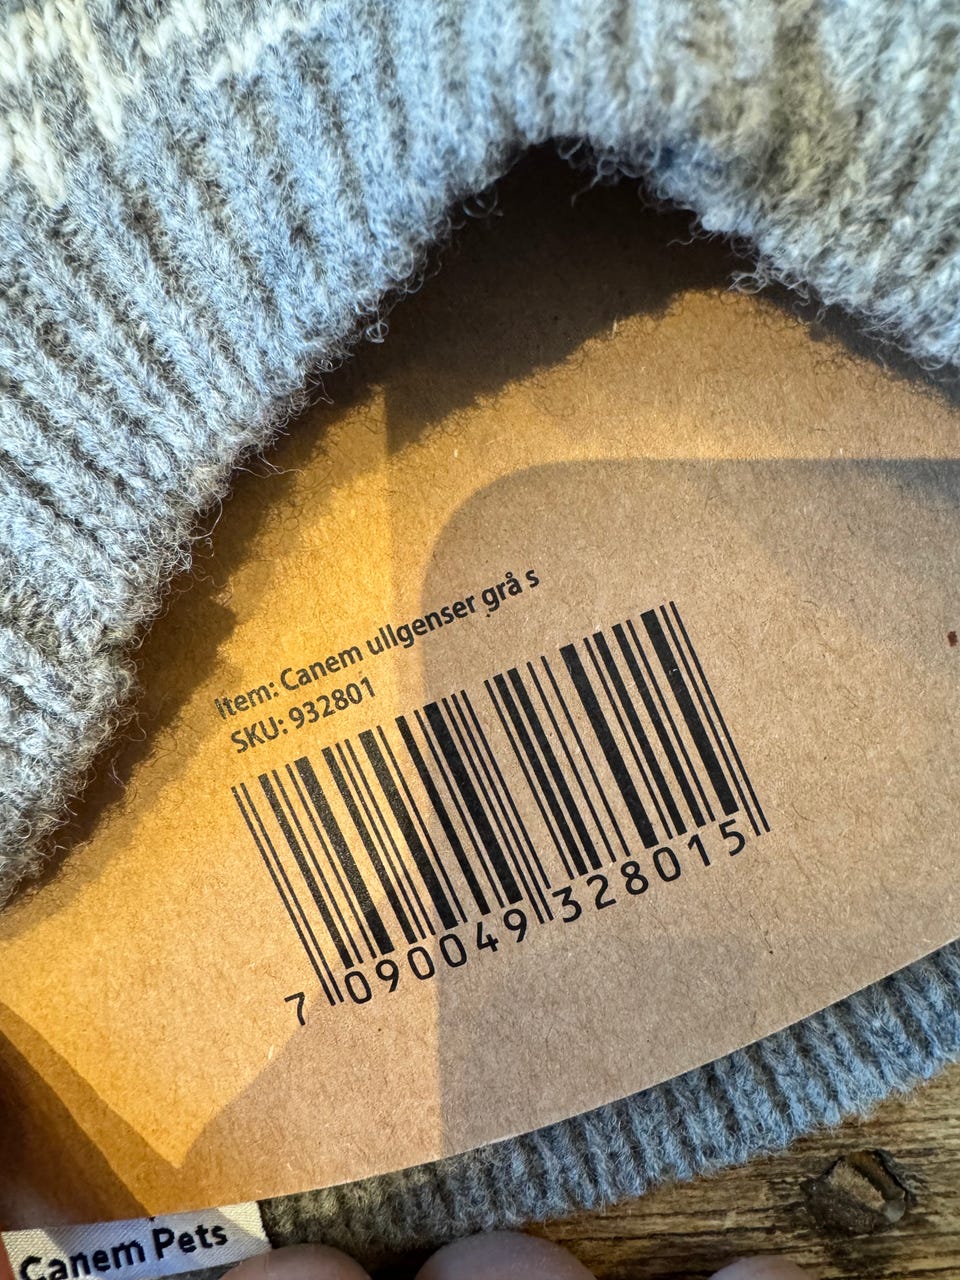 Item: Canem ullgenser grå s
SKU: 932801
7 090049 328015
Canem Pets